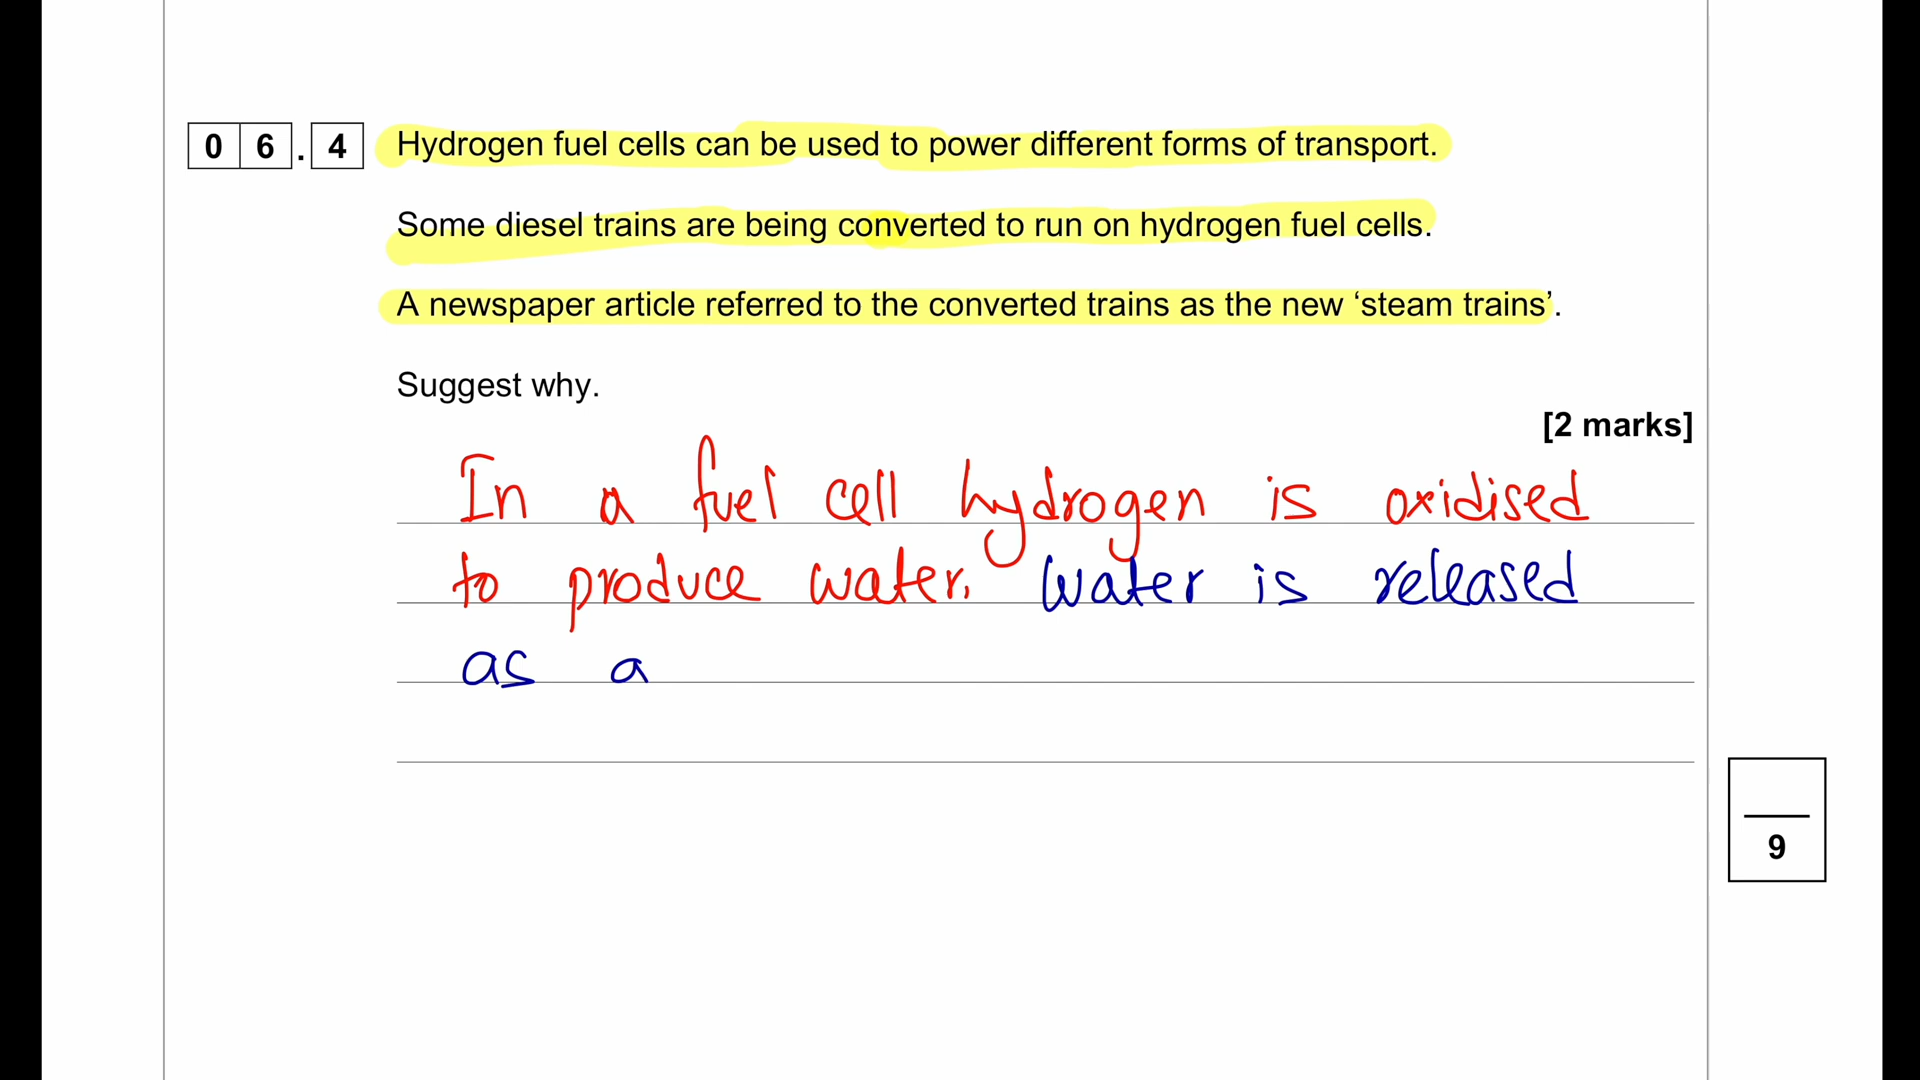 06.4 Hydrogen fuel cells can be used to power different forms of transport.
Some diesel trains are being converted to run on hydrogen fuel cells.
A newspaper article referred to the converted trains as the new ‘steam trains’.
Suggest why.
[2 marks]
In a fuel cell hydrogen is oxidised
to produce water. Water is released
as a
9